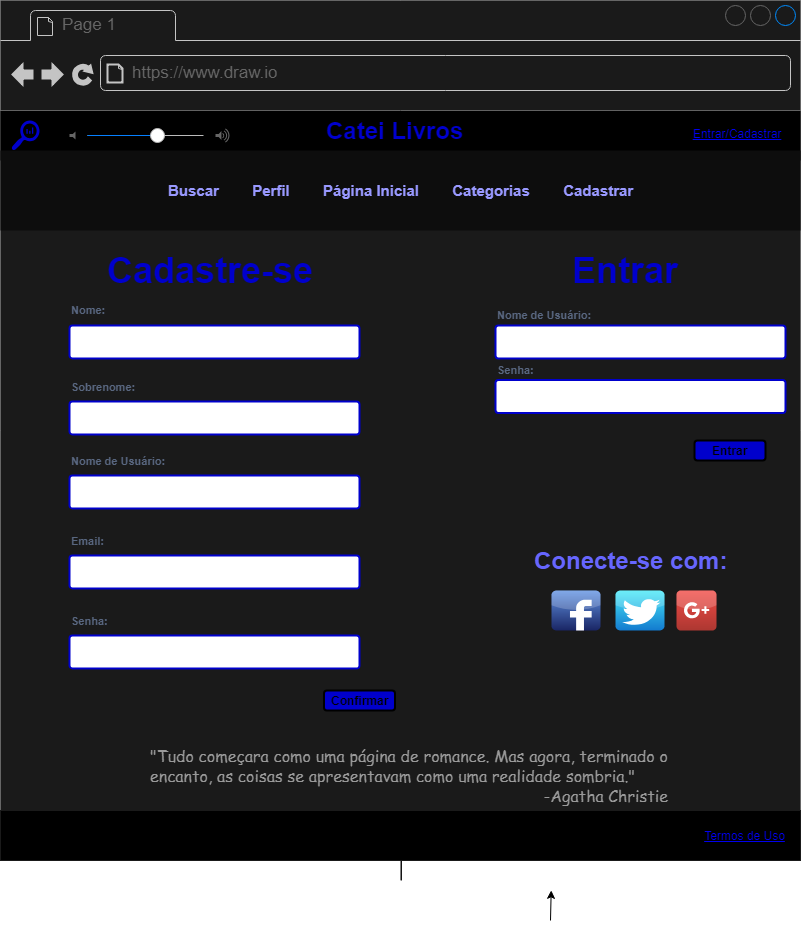 Page 1
https://www.draw.io
Catel Livros
Entrar/Cadastrar
Buscar Perfil Página Inicial Categorias Cadastrar
Cadastre-se
Nome:
Sobrenome:
Nome de Usuário:
Email:
Senha:
Confirmar
Entrar
Nome de Usuário:
Senha:
Entrar
Conecte-se com:
f
G+
"Tudo começara como uma página de romance. Mas agora, terminado o
encanto, as coisas se apresentavam como uma realidade sombria."
-Agatha Christie
Termos de Uso